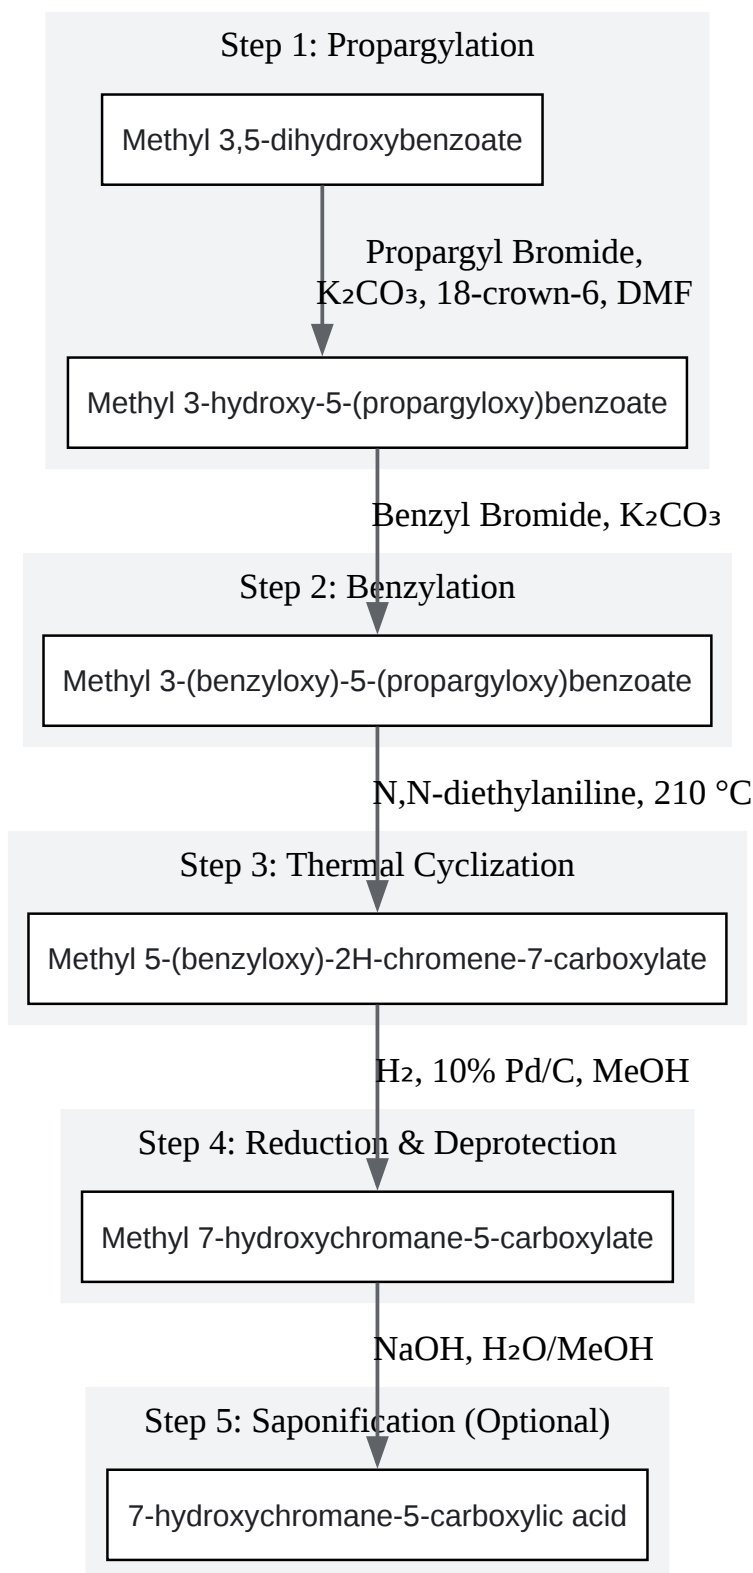 Step 1: Propargylation
Methyl 3,5-dihydroxybenzoate
Propargyl Bromide,
K₂CO₃, 18-crown-6, DMF
Methyl 3-hydroxy-5-(propargyloxy)benzoate
Benzyl Bromide, K₂CO₃
Step 2: Benzylation
Methyl 3-(benzyloxy)-5-(propargyloxy)benzoate
N,N-diethylaniline, 210 °C
Step 3: Thermal Cyclization
Methyl 5-(benzyloxy)-2H-chromene-7-carboxylate
H₂, 10% Pd/C, MeOH
Step 4: Reduction & Deprotection
Methyl 7-hydroxychromane-5-carboxylate
NaOH, H₂O/MeOH
Step 5: Saponification (Optional)
7-hydroxychromane-5-carboxylic acid